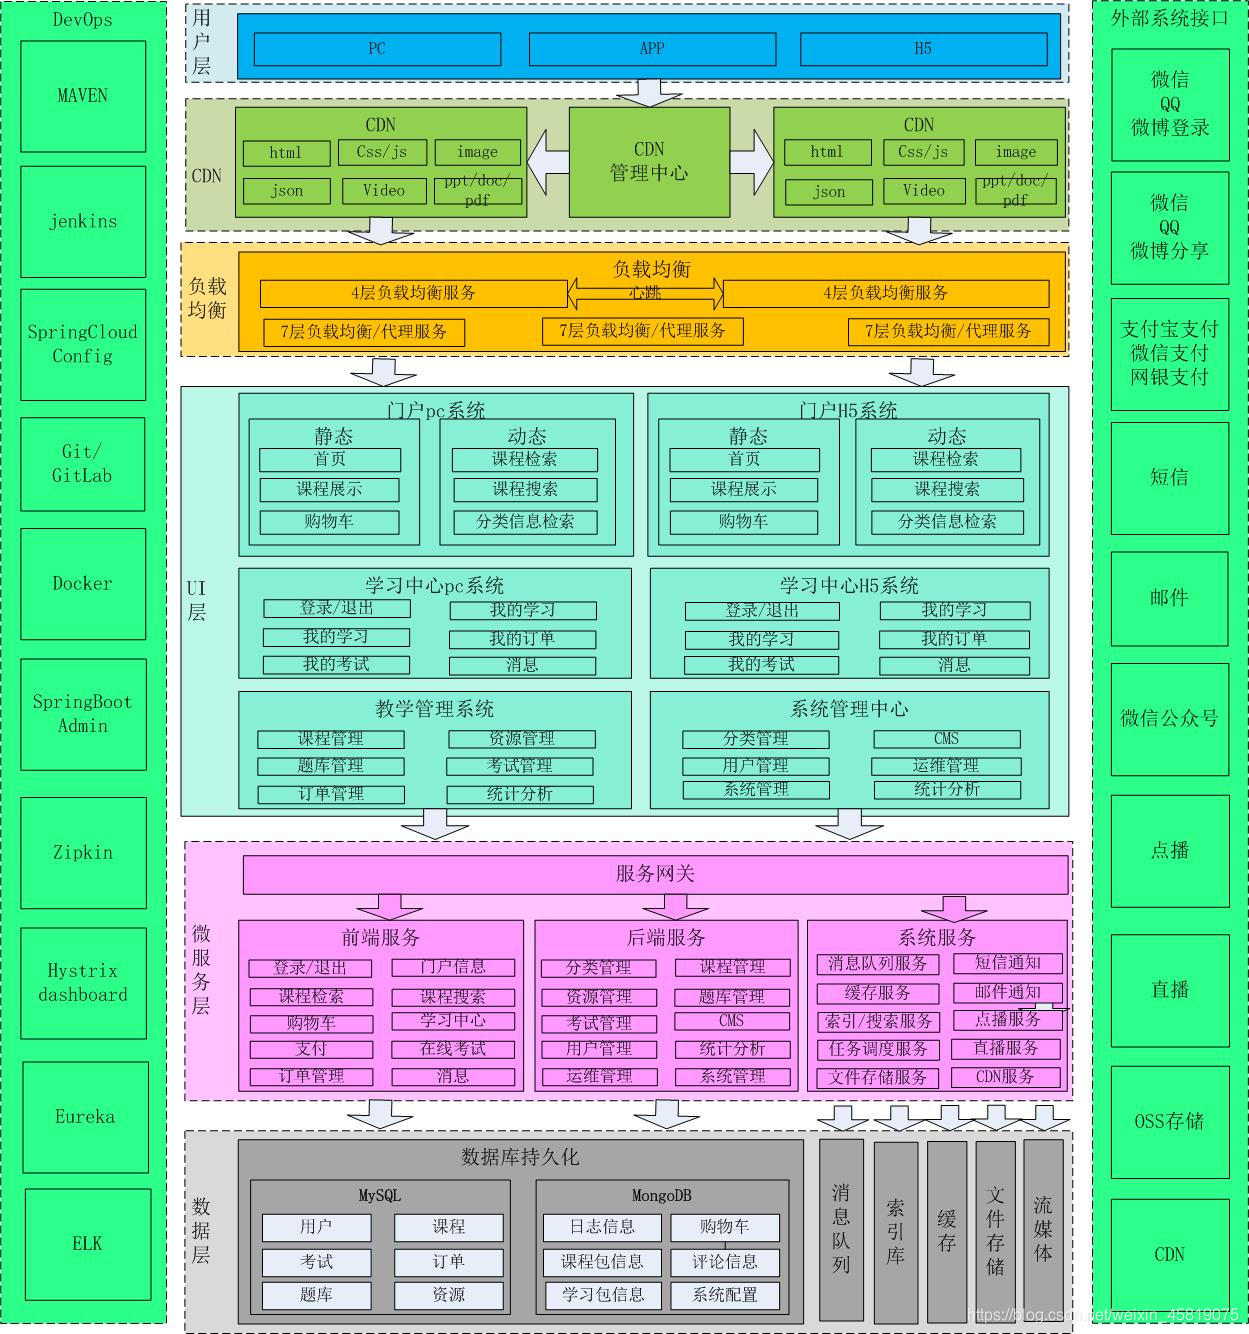 DevOps
MAVEN
jenkins
SpringCloud
Config
Git/
GitLab
Docker
SpringBoot
Admin
Zipkin
Hystrix
dashboard
Eureka
ELK
用
户
层
PC
APP
H5
CDN
CDN
html
Css/js
image
json
Video
ppt/doc/
pdf
CDN
管理中心
CDN
html
Css/js
image
json
Video
ppt/doc/
pdf
负载
均衡
负载均衡
4层负载均衡服务
心跳
4层负载均衡服务
7层负载均衡/代理服务
7层负载均衡/代理服务
7层负载均衡/代理服务
UI
层
门户pc系统
静态
首页
课程展示
购物车
动态
课程检索
课程搜索
分类信息检索
门户H5系统
静态
首页
课程展示
购物车
动态
课程检索
课程搜索
分类信息检索
学习中心pc系统
登录/退出
我的学习
我的学习
我的订单
我的考试
消息
学习中心H5系统
登录/退出
我的学习
我的学习
我的订单
我的考试
消息
教学管理系统
课程管理
资源管理
题库管理
考试管理
订单管理
统计分析
系统管理中心
分类管理
CMS
用户管理
运维管理
系统管理
统计分析
微
服
务
层
服务网关
前端服务
登录/退出
门户信息
课程检索
课程搜索
购物车
学习中心
支付
在线考试
订单管理
消息
后端服务
分类管理
课程管理
资源管理
题库管理
考试管理
CMS
用户管理
统计分析
运维管理
系统管理
系统服务
消息队列服务
短信通知
缓存服务
邮件通知
索引/搜索服务
点播服务
任务调度服务
直播服务
文件存储服务
CDN服务
数
据
层
数据库持久化
MySQL
用户
课程
考试
订单
题库
资源
MongoDB
日志信息
购物车
课程包信息
评论信息
学习包信息
系统配置
消
息
队
列
索
引
库
缓
存
文
件
存
储
流
媒
体
外部系统接口
微信
QQ
微博登录
微信
QQ
微博分享
支付宝支付
微信支付
网银支付
短信
邮件
微信公众号
点播
直播
OSS存储
CDN
https://blog.csdn.net/weixin_45819075